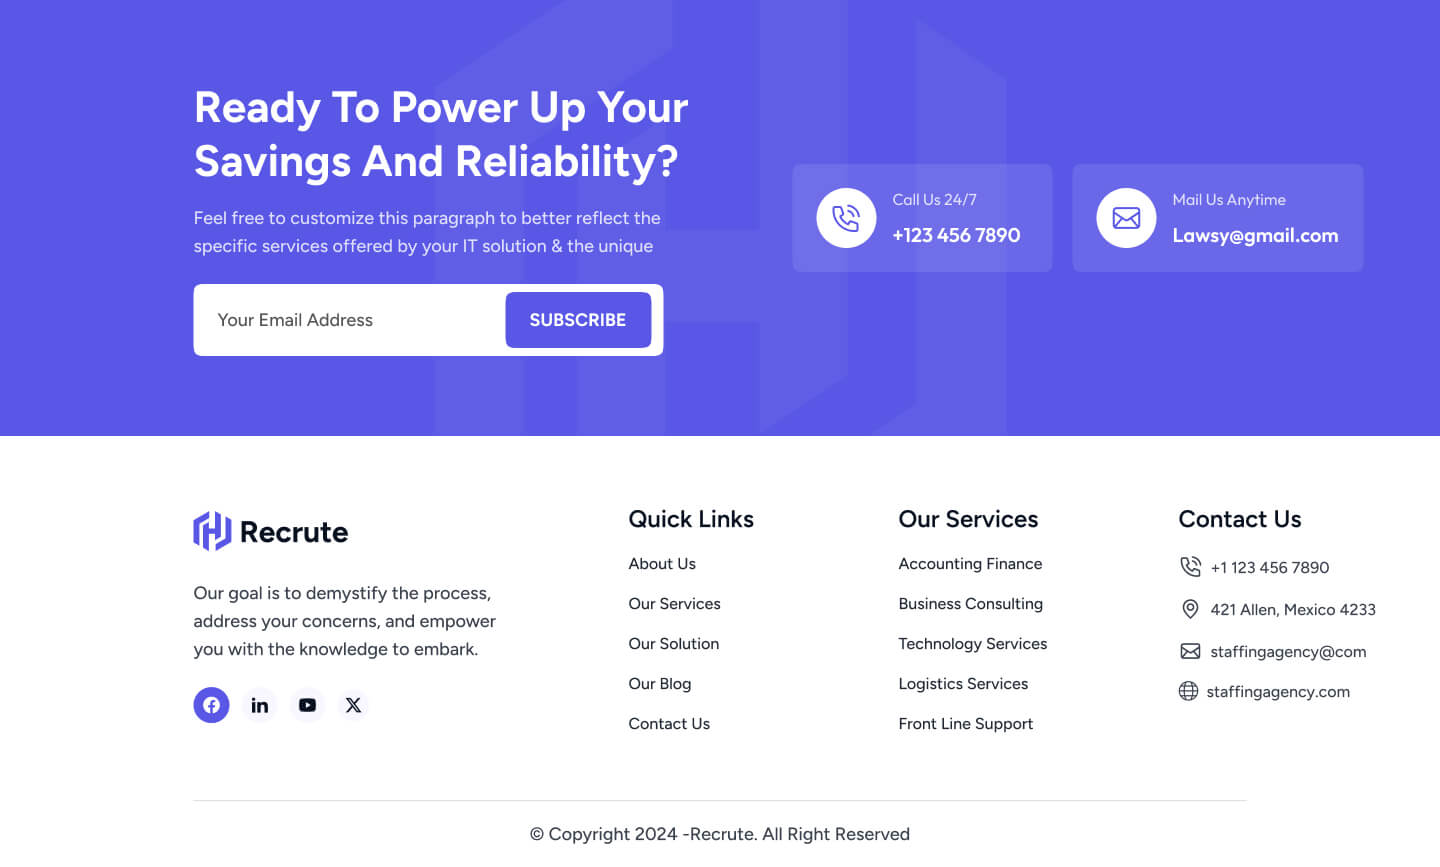 Ready To Power Up Your
Savings And Reliability?
Feel free to customize this paragraph to better reflect the
specific services offered by your IT solution & the unique
Your Email Address
SUBSCRIBE
Call Us 24/7
+123 456 7890
Mail Us Anytime
Lawsy@gmail.com
Recrute
Our goal is to demystify the process,
address your concerns, and empower
you with the knowledge to embark.
Quick Links
About Us
Our Services
Our Solution
Our Blog
Contact Us
Our Services
Accounting Finance
Business Consulting
Technology Services
Logistics Services
Front Line Support
Contact Us
+1 123 456 7890
421 Allen, Mexico 4233
staffingagency@com
staffingagency.com
© Copyright 2024 -Recrute. All Right Reserved